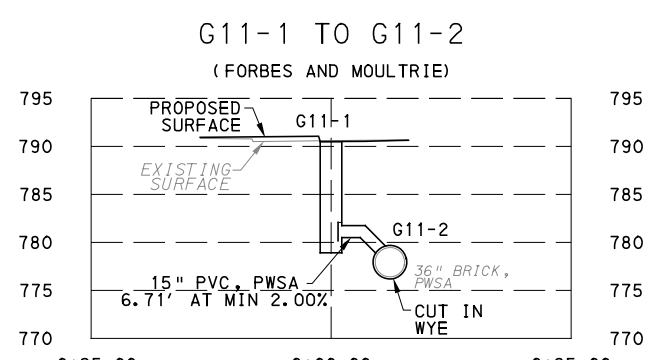 G11-1 TO G11-2
(FORBES AND MOULTRIE)
795
795
PROPOSED
SURFACE
G11-1
790
790
EXISTING
SURFACE
785
785
G11-2
780
780
36" BRICK,
PWSA
15" PVC, PWSA
6.71' AT MIN 2.00%
775
775
CUT IN
WYE
770
770